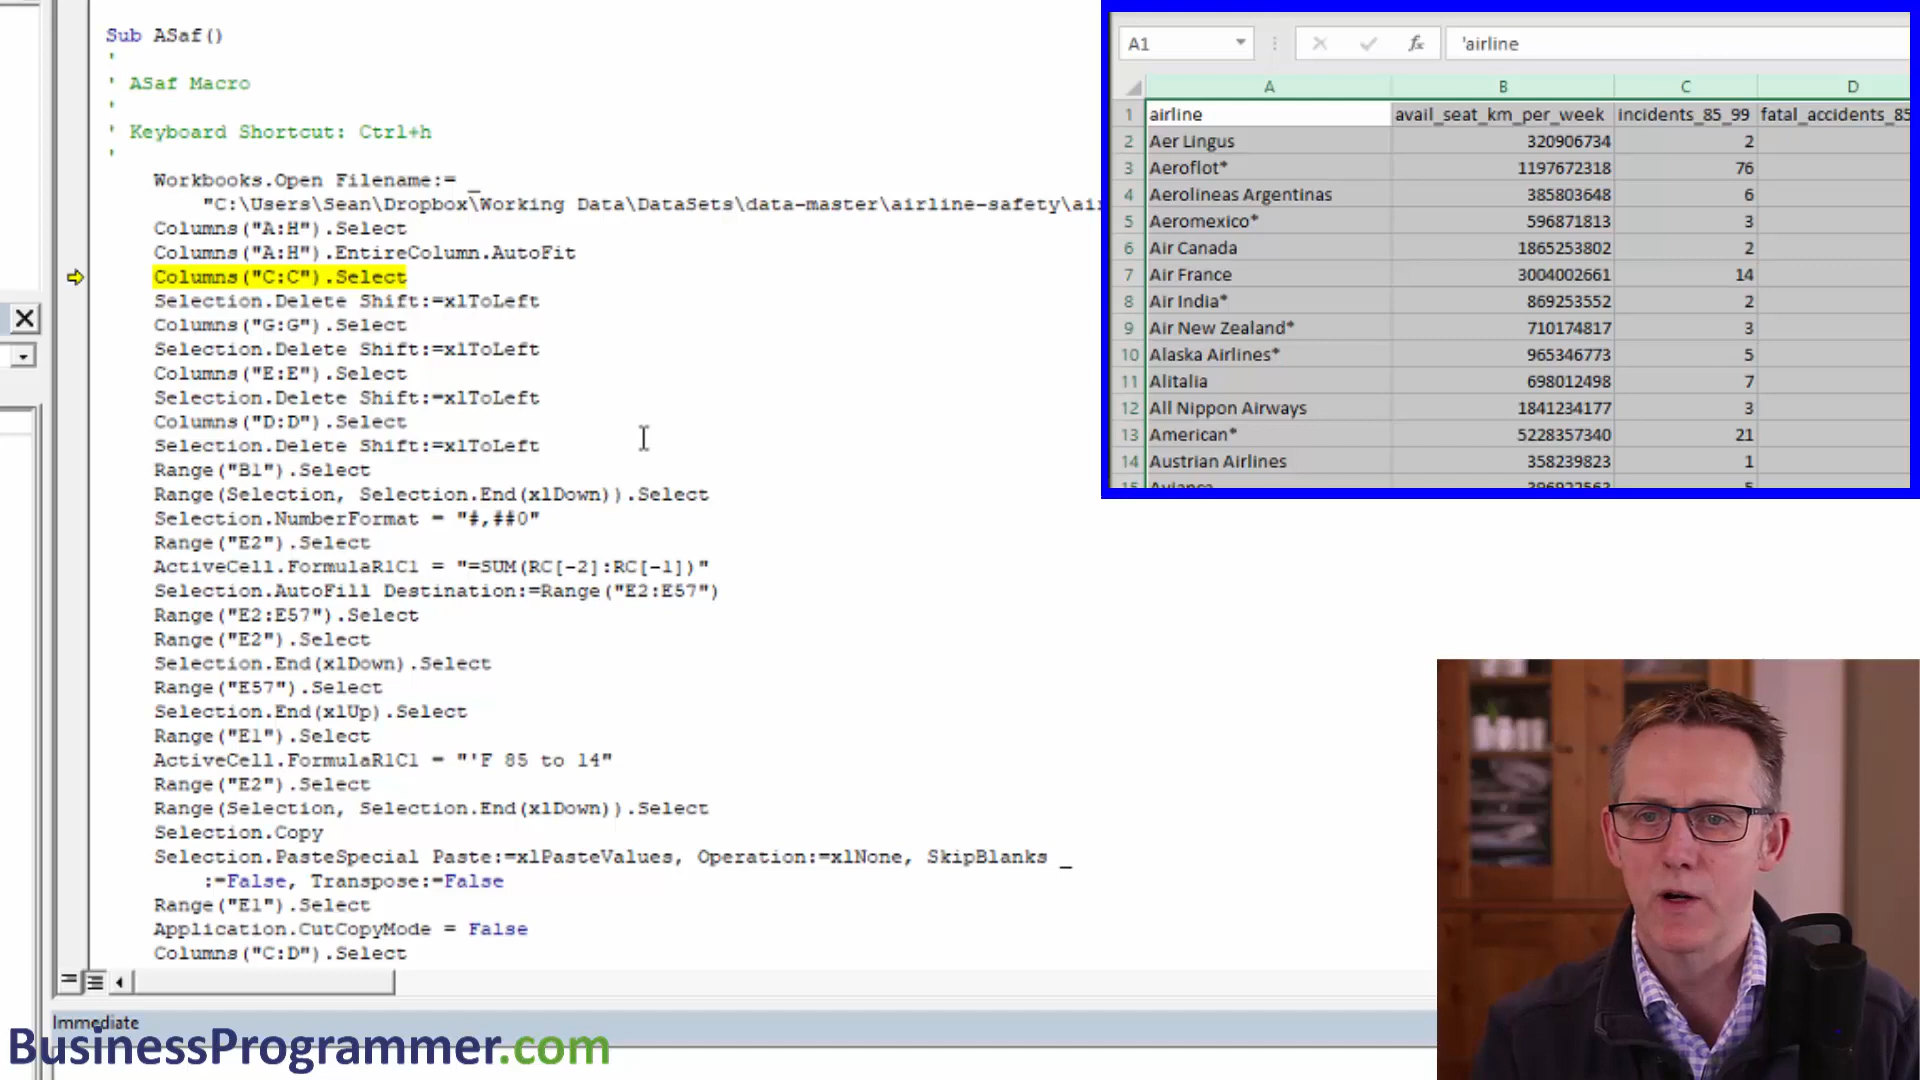 Sub ASaf()
'
' ASaf Macro
'
' Keyboard Shortcut: Ctrl+h
'
Workbooks.Open Filename:= _
"C:\Users\Sean\Dropbox\Working Data\DataSets\data-master\airline-safety\
Columns("A:H").Select
Columns("A:H").EntireColumn.AutoFit
Columns("C:C").Select
Selection.Delete Shift:=xlToLeft
Columns("G:G").Select
Selection.Delete Shift:=xlToLeft
Columns("E:E").Select
Selection.Delete Shift:=xlToLeft
Columns("D:D").Select
Selection.Delete Shift:=xlToLeft
Range("B1").Select
Range(Selection, Selection.End(xlDown)).Select
Selection.NumberFormat = "#,##0"
Range("E2").Select
ActiveCell.FormulaR1C1 = "=SUM(RC[-2]:RC[-1])"
Selection.AutoFill Destination:=Range("E2:E57")
Range("E2:E57").Select
Range("E2").Select
Selection.End(xlDown).Select
Range("E57").Select
Selection.End(xlUp).Select
Range("E1").Select
ActiveCell.FormulaR1C1 = "'F 85 to 14"
Range("E2").Select
Range(Selection, Selection.End(xlDown)).Select
Selection.Copy
Selection.PasteSpecial Paste:=xlPasteValues, Operation:=xlNone, SkipBlanks _
:=False, Transpose:=False
Range("E1").Select
Application.CutCopyMode = False
Columns("C:D").Select
Immediate
BusinessProgrammer.com
A1 fx 'airline
A B C D
1 airline avail_seat_km_per_week incidents_85_99 fatal_accidents_85
2 Aer Lingus 320906734 2
3 Aeroflot* 1197672318 76
4 Aerolineas Argentinas 385803648 6
5 Aeromexico* 596871813 3
6 Air Canada 1865253802 2
7 Air France 3004002661 14
8 Air India* 869253552 2
9 Air New Zealand* 710174817 3
10 Alaska Airlines* 965346773 5
11 Alitalia 698012498 7
12 All Nippon Airways 1841234177 3
13 American* 5228357340 21
14 Austrian Airlines 358239823 1